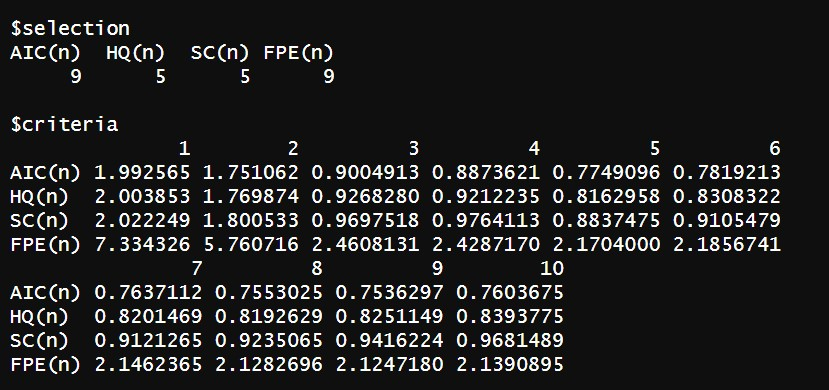 $selection
AIC(n)  HQ(n)  SC(n) FPE(n)
     9      5      5      9

$criteria
              1        2         3         4         5         6
AIC(n) 1.992565 1.751062 0.9004913 0.8873621 0.7749096 0.7819213
HQ(n)  2.003853 1.769874 0.9268280 0.9212235 0.8162958 0.8308322
SC(n)  2.022249 1.800533 0.9697518 0.9764113 0.8837475 0.9105479
FPE(n) 7.334326 5.760716 2.4608131 2.4287170 2.1704000 2.1856741
               7         8         9        10
AIC(n) 0.7637112 0.7553025 0.7536297 0.7603675
HQ(n)  0.8201469 0.8192629 0.8251149 0.8393775
SC(n)  0.9121265 0.9235065 0.9416224 0.9681489
FPE(n) 2.1462365 2.1282696 2.1247180 2.1390895